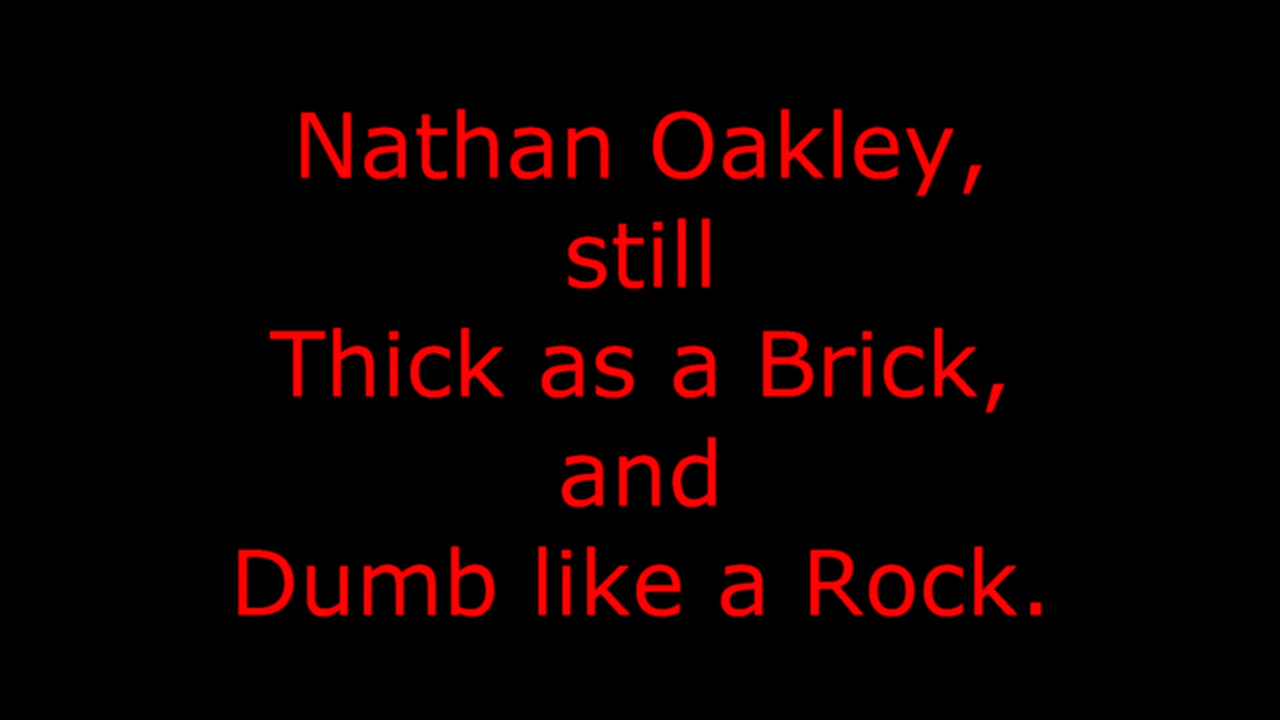 Nathan Oakley,
still
Thick as a Brick,
and
Dumb like a Rock.